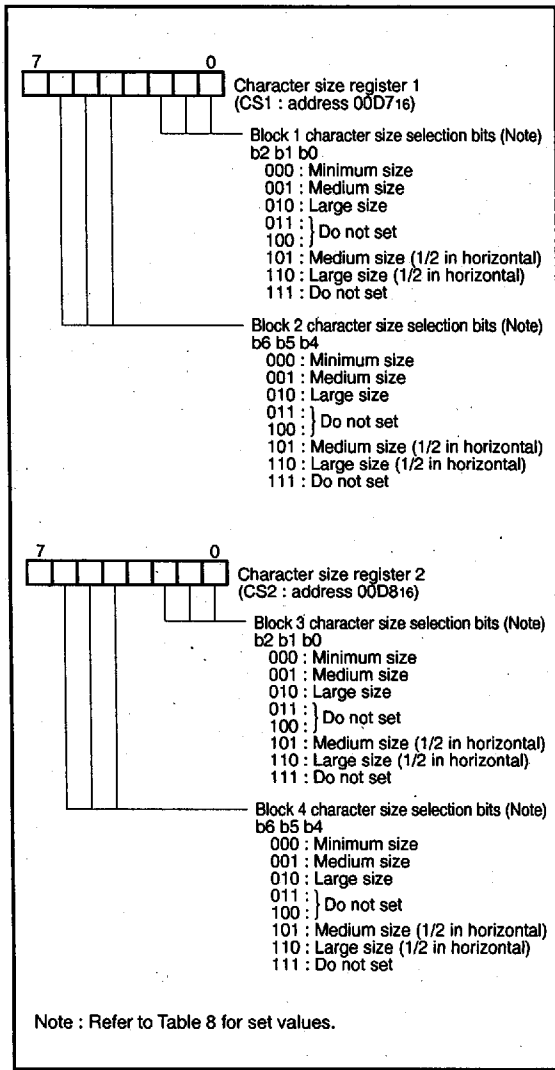 7 0
Character size register 1
(CS1 : address 00D716)
Block 1 character size selection bits (Note)
b2 b1 b0
000 : Minimum size
001 : Medium size
010 : Large size
011 :
100 : } Do not set
101 : Medium size (1/2 in horizontal)
110 : Large size (1/2 in horizontal)
111 : Do not set
Block 2 character size selection bits (Note)
b6 b5 b4
000 : Minimum size
001 : Medium size
010 : Large size
011 :
100 : } Do not set
101 : Medium size (1/2 in horizontal)
110 : Large size (1/2 in horizontal)
111 : Do not set
7 0
Character size register 2
(CS2 : address 00D816)
Block 3 character size selection bits (Note)
b2 b1 b0
000 : Minimum size
001 : Medium size
010 : Large size
011 :
100 : } Do not set
101 : Medium size (1/2 in horizontal)
110 : Large size (1/2 in horizontal)
111 : Do not set
Block 4 character size selection bits (Note)
b6 b5 b4
000 : Minimum size
001 : Medium size
010 : Large size
011 :
100 : } Do not set
101 : Medium size (1/2 in horizontal)
110 : Large size (1/2 in horizontal)
111 : Do not set
Note : Refer to Table 8 for set values.